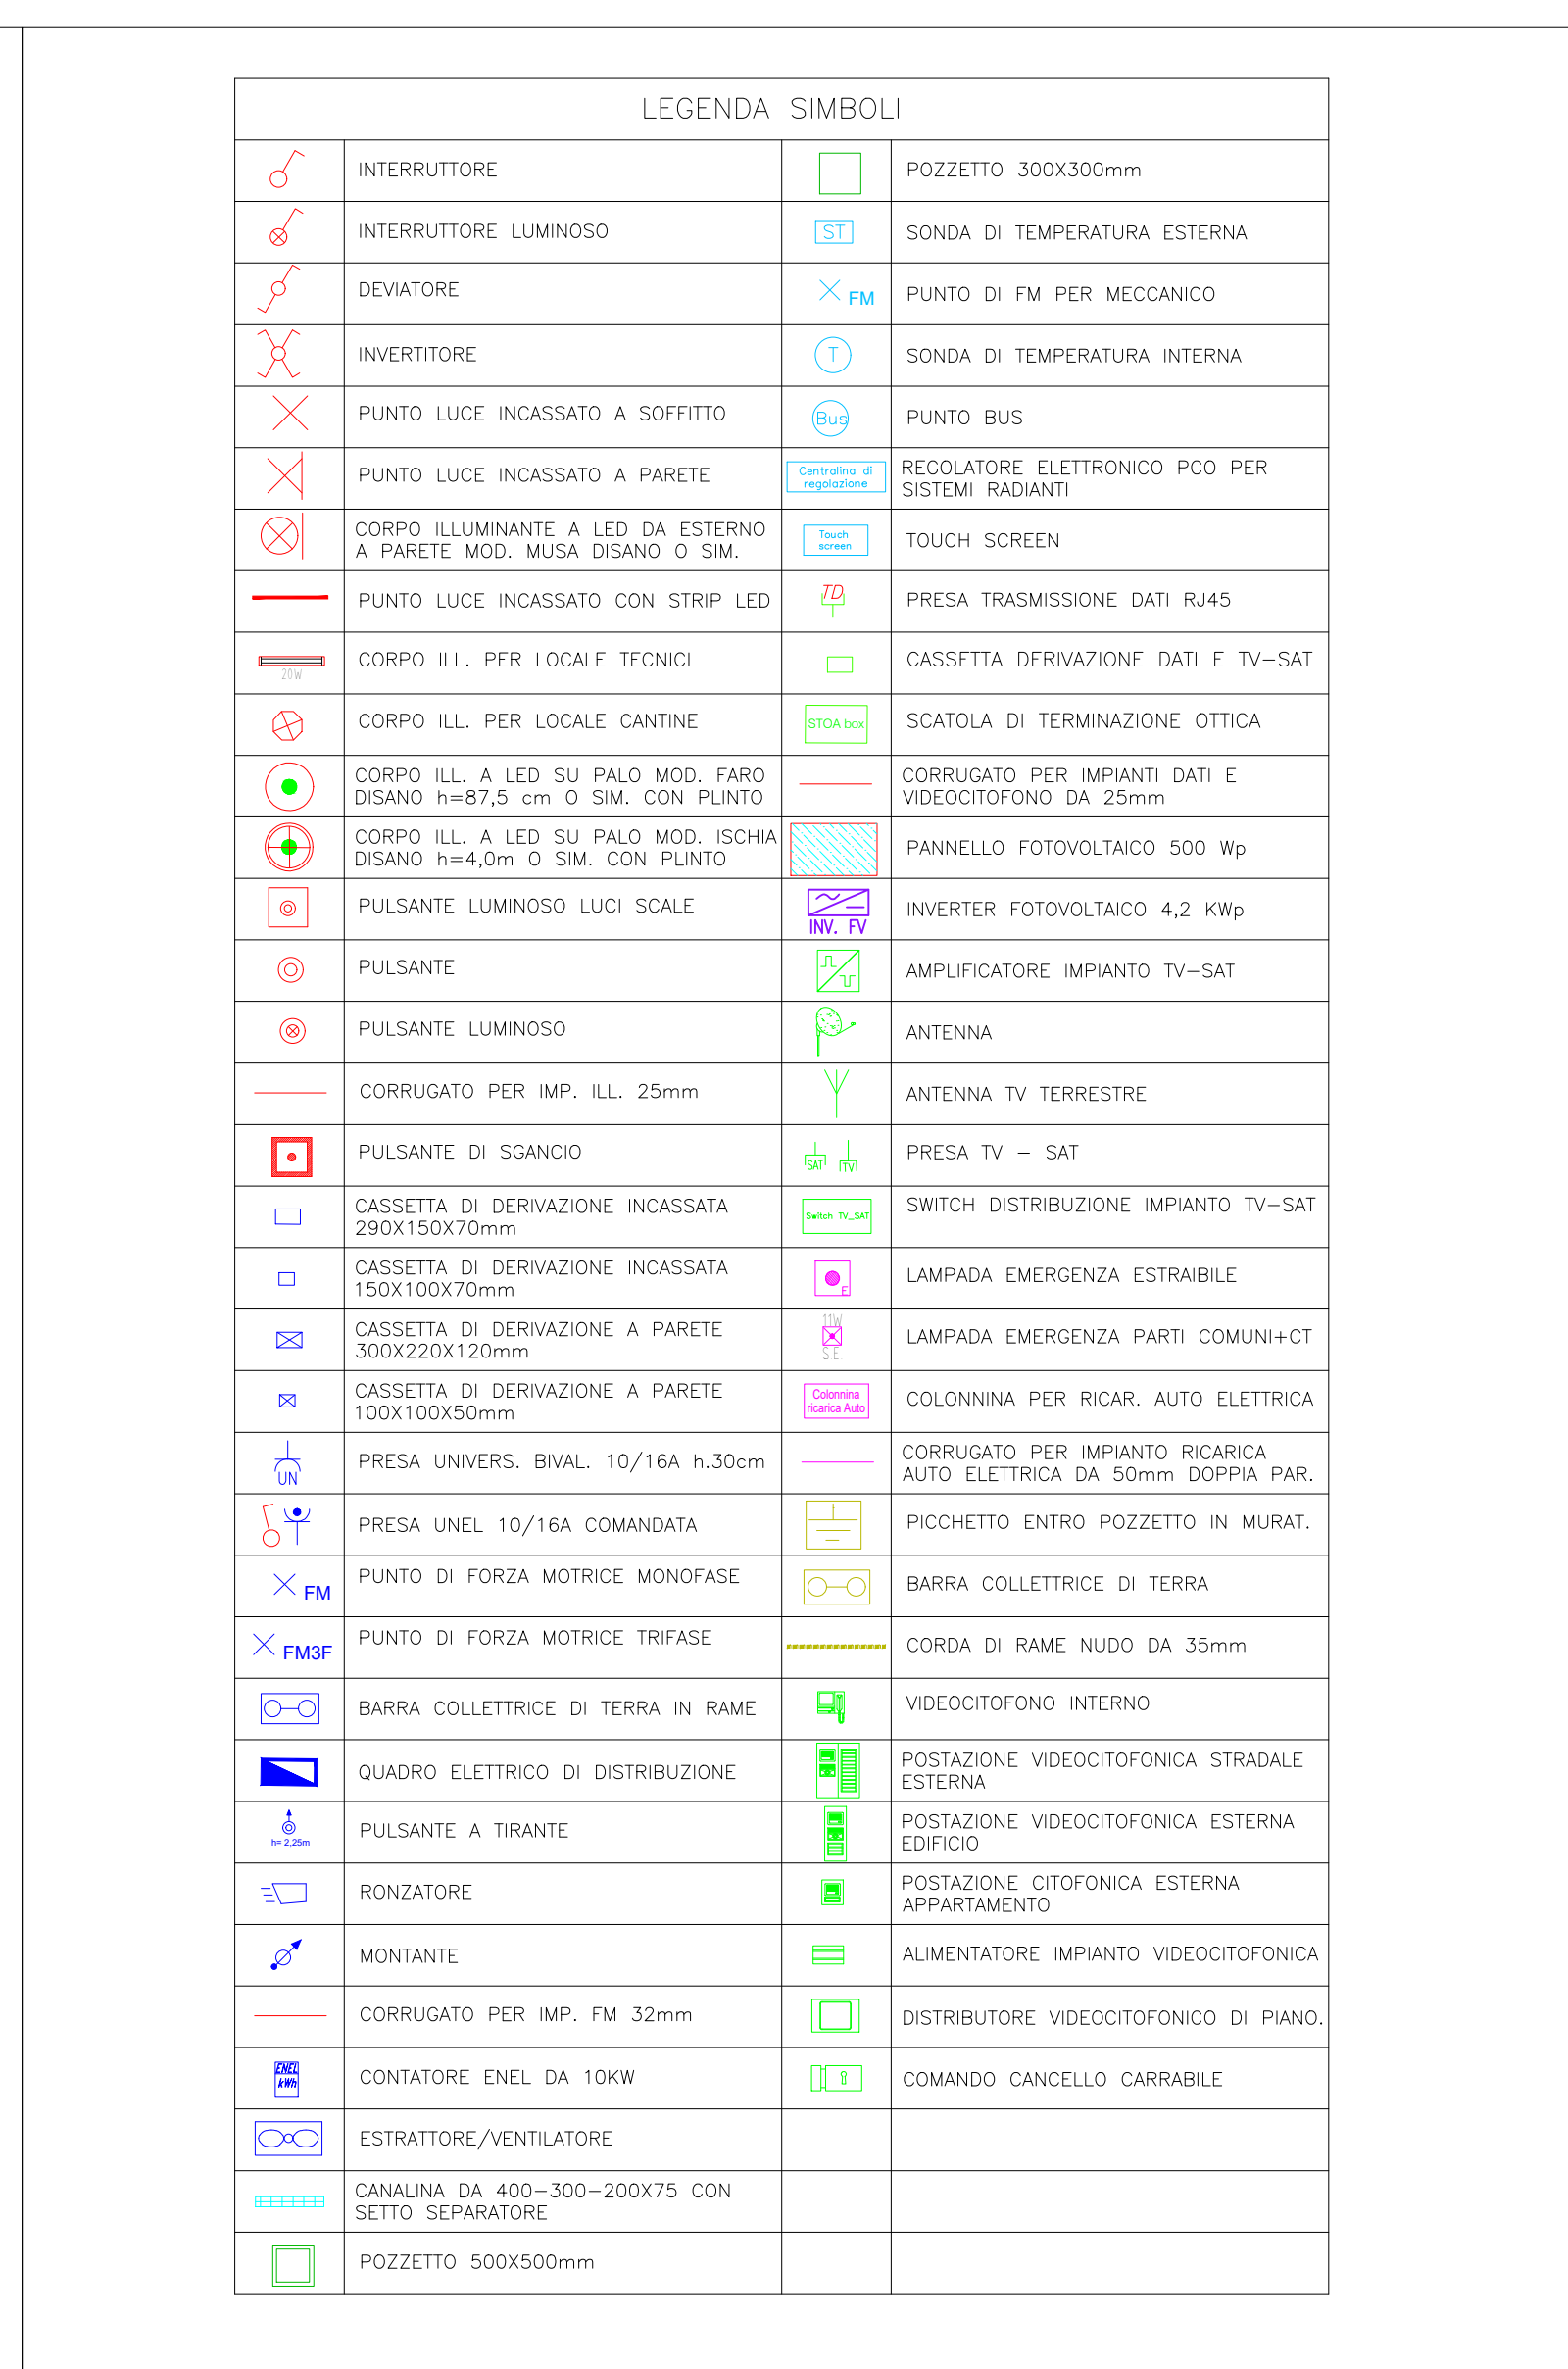 LEGENDA SIMBOLI
INTERRUTTORE
POZZETTO 300X300mm
INTERRUTTORE LUMINOSO
ST
SONDA DI TEMPERATURA ESTERNA
DEVIATORE
FM
PUNTO DI FM PER MECCANICO
INVERTITORE
T
SONDA DI TEMPERATURA INTERNA
PUNTO LUCE INCASSATO A SOFFITTO
Bus
PUNTO BUS
PUNTO LUCE INCASSATO A PARETE
Centralina di
regolazione
REGOLATORE ELETTRONICO PCO PER
SISTEMI RADIANTI
CORPO ILLUMINANTE A LED DA ESTERNO
A PARETE MOD. MUSA DISANO O SIM.
Touch
screen
TOUCH SCREEN
PUNTO LUCE INCASSATO CON STRIP LED
TD
PRESA TRASMISSIONE DATI RJ45
20W
CORPO ILL. PER LOCALE TECNICI
CASSETTA DERIVAZIONE DATI E TV-SAT
CORPO ILL. PER LOCALE CANTINE
STOA box
SCATOLA DI TERMINAZIONE OTTICA
CORPO ILL. A LED SU PALO MOD. FARO
DISANO h=87,5 cm O SIM. CON PLINTO
CORRUGATO PER IMPIANTI DATI E
VIDEOCITOFONO DA 25mm
CORPO ILL. A LED SU PALO MOD. ISCHIA
DISANO h=4,0m O SIM. CON PLINTO
PANNELLO FOTOVOLTAICO 500 Wp
PULSANTE LUMINOSO LUCI SCALE
INV. FV
INVERTER FOTOVOLTAICO 4,2 KWp
PULSANTE
AMPLIFICATORE IMPIANTO TV-SAT
PULSANTE LUMINOSO
ANTENNA
CORRUGATO PER IMP. ILL. 25mm
ANTENNA TV TERRESTRE
PULSANTE DI SGANCIO
SAT TV
PRESA TV - SAT
CASSETTA DI DERIVAZIONE INCASSATA
290X150X70mm
Switch TV_SAT
SWITCH DISTRIBUZIONE IMPIANTO TV-SAT
CASSETTA DI DERIVAZIONE INCASSATA
150X100X70mm
E
LAMPADA EMERGENZA ESTRAIBILE
CASSETTA DI DERIVAZIONE A PARETE
300X220X120mm
11W
S.E
LAMPADA EMERGENZA PARTI COMUNI+CT
CASSETTA DI DERIVAZIONE A PARETE
100X100X50mm
Colonnina
ricarica Auto
COLONNINA PER RICAR. AUTO ELETTRICA
UN
PRESA UNIVERS. BIVAL. 10/16A h.30cm
CORRUGATO PER IMPIANTO RICARICA
AUTO ELETTRICA DA 50mm DOPPIA PAR.
PRESA UNEL 10/16A COMANDATA
PICCHETTO ENTRO POZZETTO IN MURAT.
FM
PUNTO DI FORZA MOTRICE MONOFASE
BARRA COLLETTRICE DI TERRA
FM3F
PUNTO DI FORZA MOTRICE TRIFASE
CORDA DI RAME NUDO DA 35mm
BARRA COLLETTRICE DI TERRA IN RAME
VIDEOCITOFONO INTERNO
QUADRO ELETTRICO DI DISTRIBUZIONE
POSTAZIONE VIDEOCITOFONICA STRADALE
ESTERNA
h= 2,25m
PULSANTE A TIRANTE
POSTAZIONE VIDEOCITOFONICA ESTERNA
EDIFICIO
RONZATORE
POSTAZIONE CITOFONICA ESTERNA
APPARTAMENTO
MONTANTE
ALIMENTATORE IMPIANTO VIDEOCITOFONICA
CORRUGATO PER IMP. FM 32mm
DISTRIBUTORE VIDEOCITOFONICO DI PIANO.
ENEL
kWh
CONTATORE ENEL DA 10KW
COMANDO CANCELLO CARRABILE
ESTRATTORE/VENTILATORE
CANALINA DA 400-300-200X75 CON
SETTO SEPARATORE
POZZETTO 500X500mm